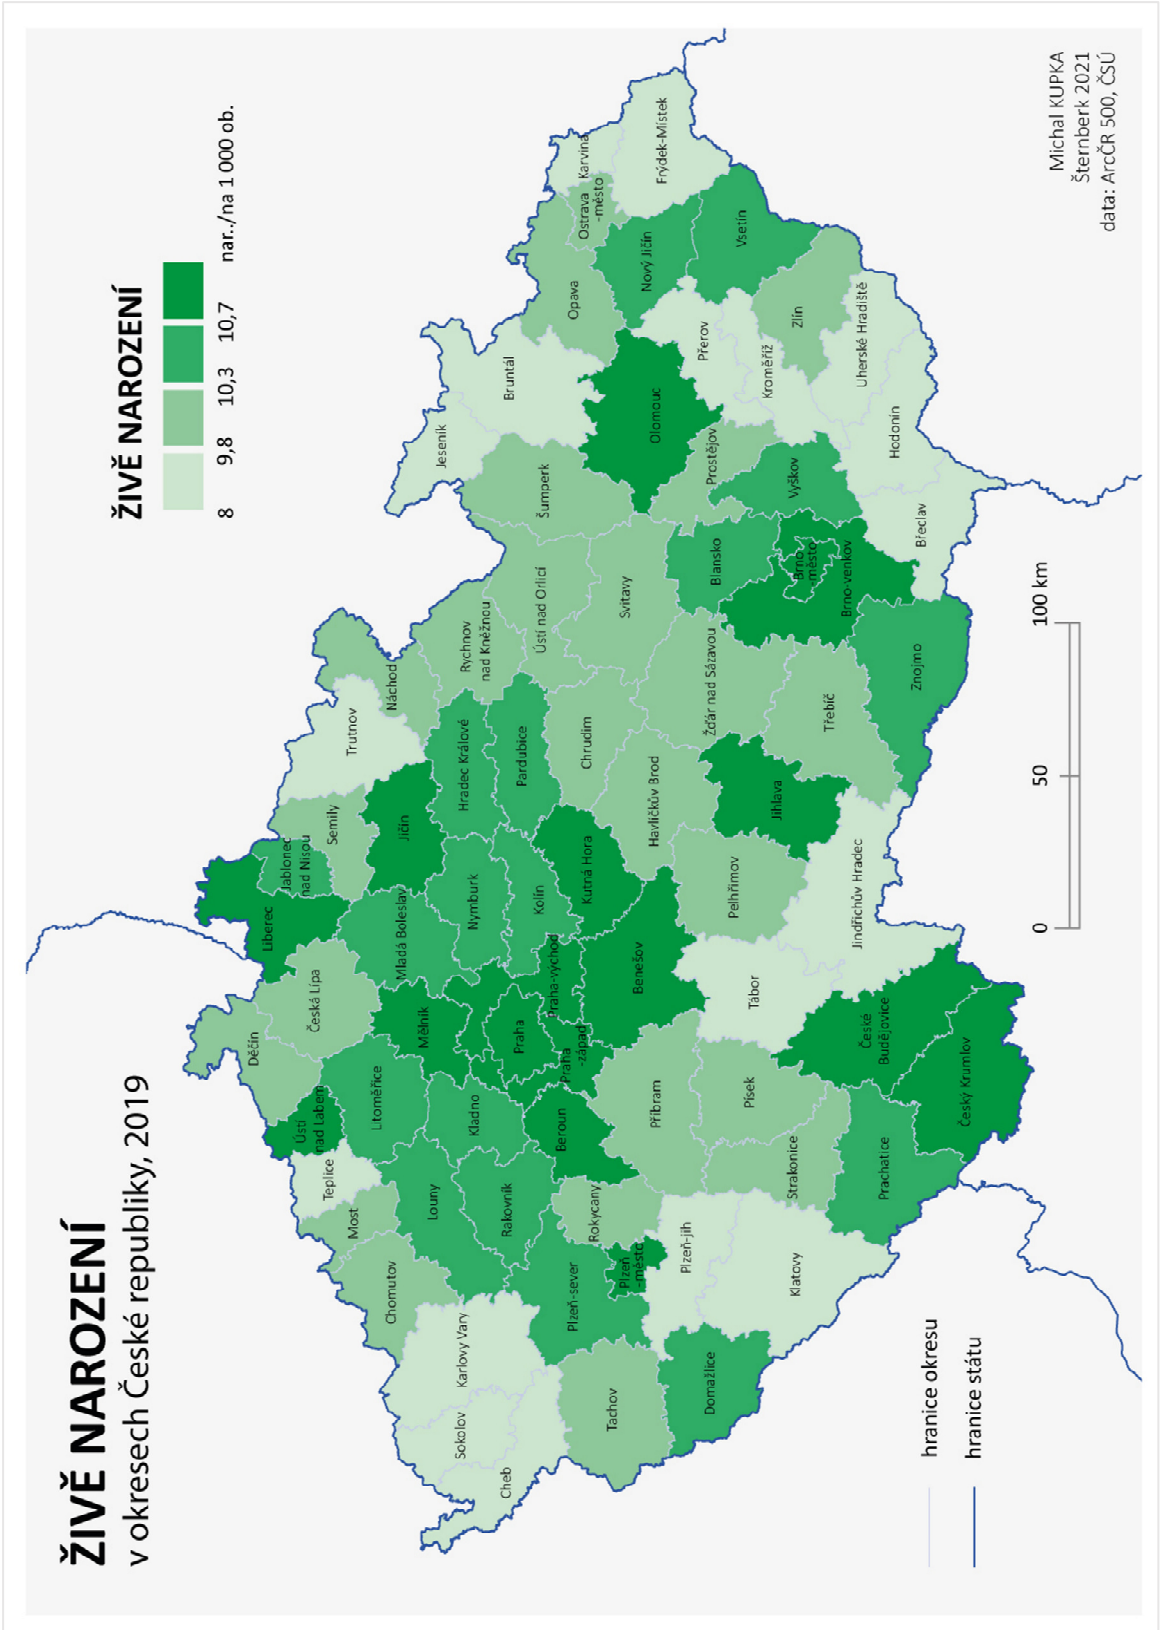 ŽIVĚ NAROZENÍ
v okresech České republiky, 2019
ŽIVĚ NAROZENÍ
8
9,8
10,3
10,7
nar./na 1 000 ob.
Děčín
Liberec
Jablonec
nad Nisou
Ústí
nad Labem
Česká Lípa
Semily
Teplice
Trutnov
Most
Litoměřice
Mladá Boleslav
Jičín
Náchod
Chomutov
Louny
Mělník
Jeseník
Karlovy Vary
Sokolov
Cheb
Kladno
Nymburk
Hradec Králové
Rychnov
nad Kněžnou
Rakovník
Praha
Praha-východ
Praha
-západ
Kolín
Pardubice
Ústí nad Orlicí
Šumperk
Bruntál
Opava
Karviná
Ostrava
-město
Frýdek-Místek
Tachov
Plzeň-sever
Rokycany
Beroun
Kutná Hora
Chrudim
Svitavy
Plzeň
-město
Benešov
Havlíčkův Brod
Olomouc
Nový Jičín
Domažlice
Plzeň-jih
Příbram
Pelhřimov
Žďár nad Sázavou
Blansko
Prostějov
Přerov
Vsetín
Klatovy
Strakonice
Písek
Tábor
Jihlava
Třebíč
Brno
-město
Brno-venkov
Vyškov
Kroměříž
Zlín
Prachatice
České
Budějovice
Jindřichův Hradec
Znojmo
Břeclav
Hodonín
Uherské Hradiště
Český Krumlov
hranice okresu
hranice státu
0
50
100 km
Michal KUPKA
Šternberk 2021
data: ArcČR 500, ČSÚ